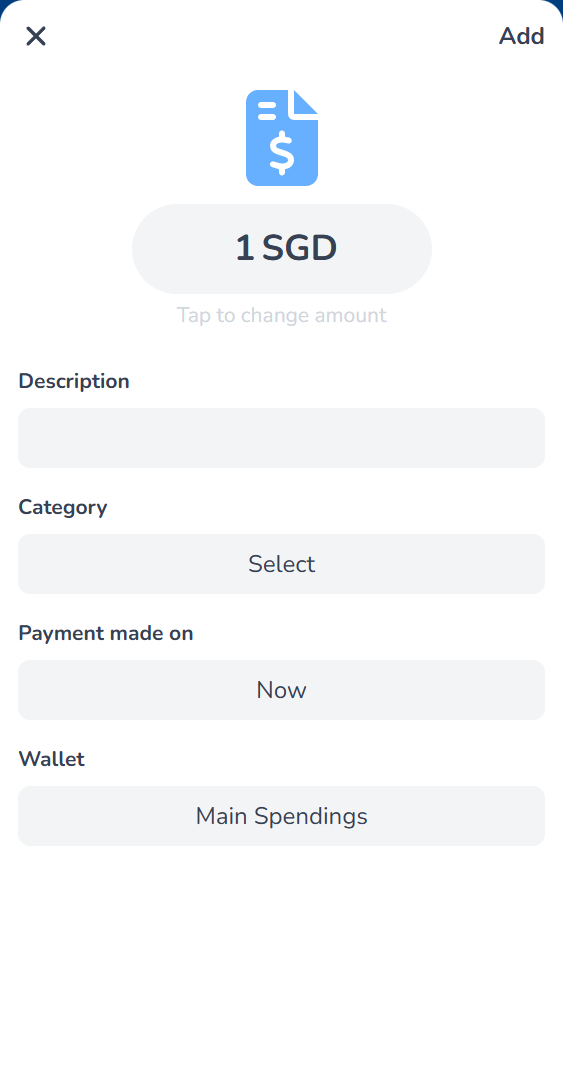 Add
1 SGD
Tap to change amount
Description
Category
Select
Payment made on
Now
Wallet
Main Spendings